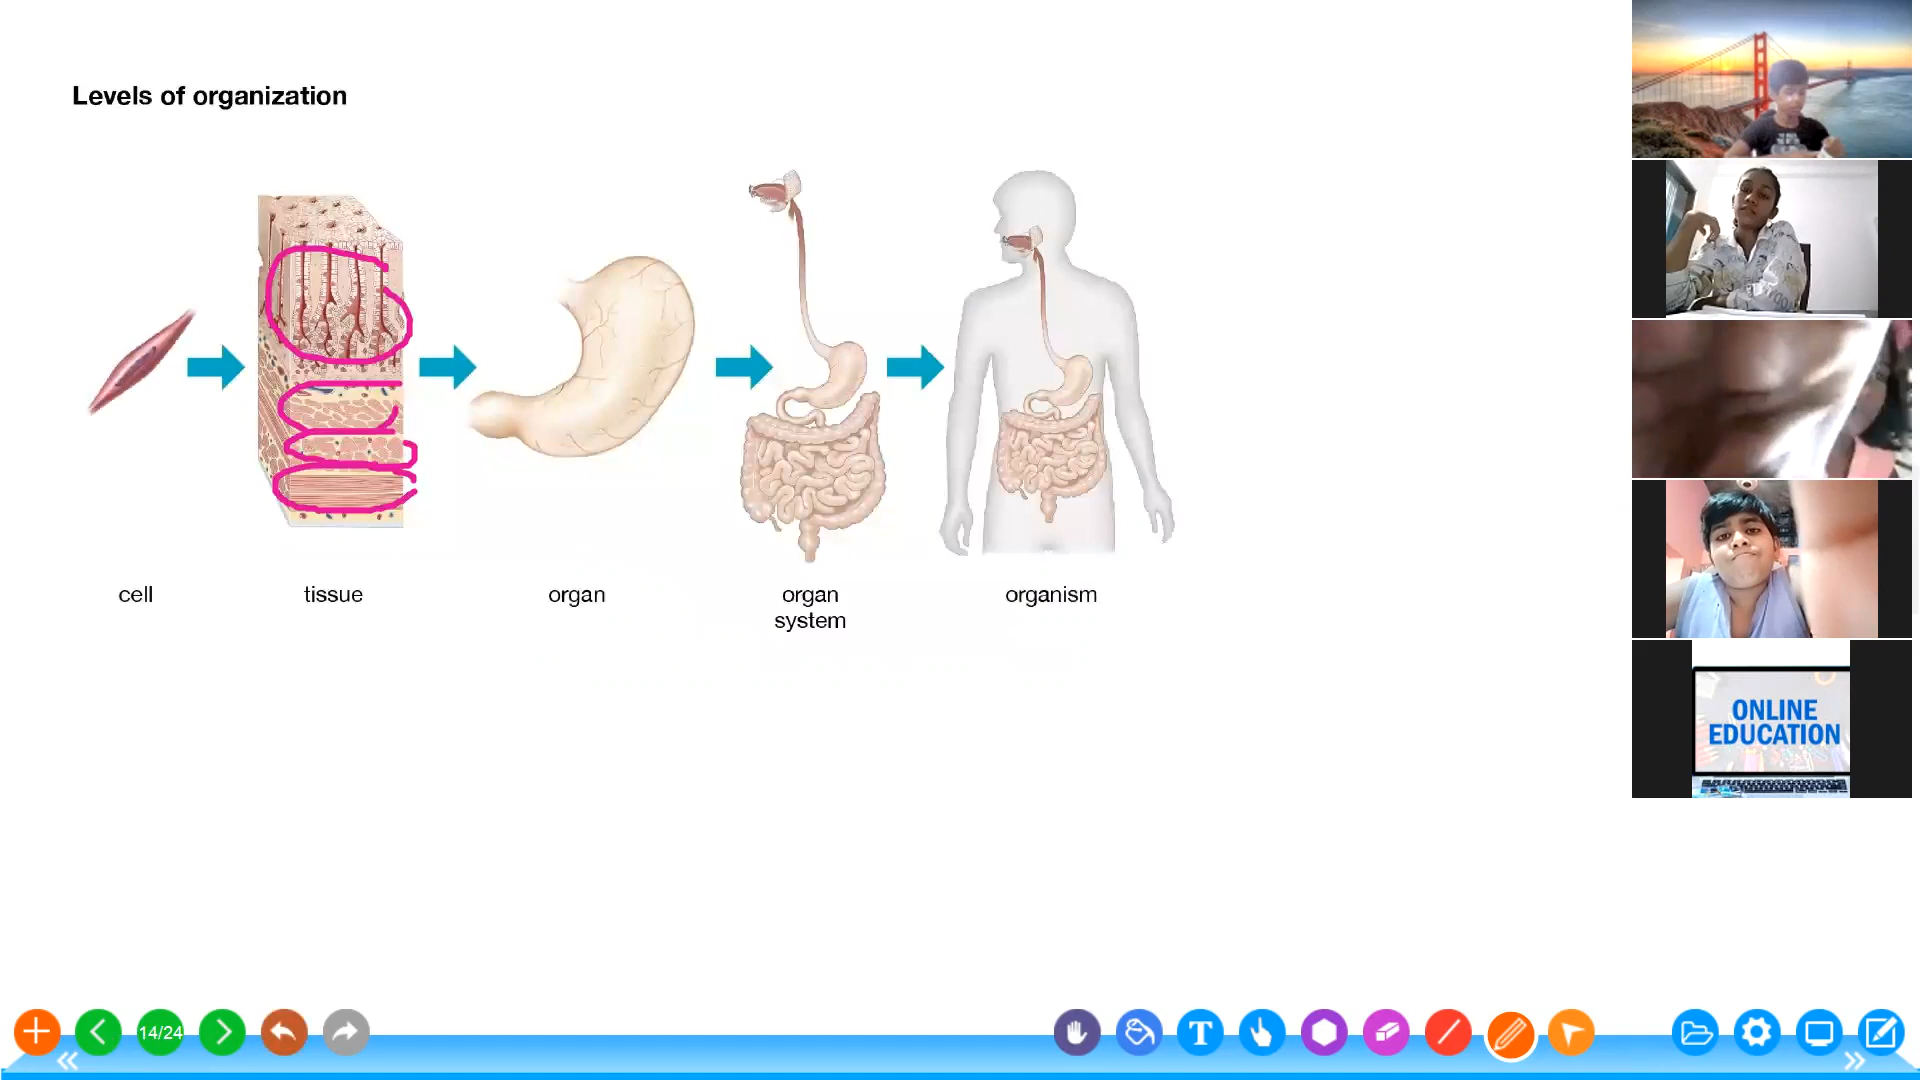 Levels of organization
cell
tissue
organ
organ
system
organism
ONLINE
EDUCATION
14/24
T